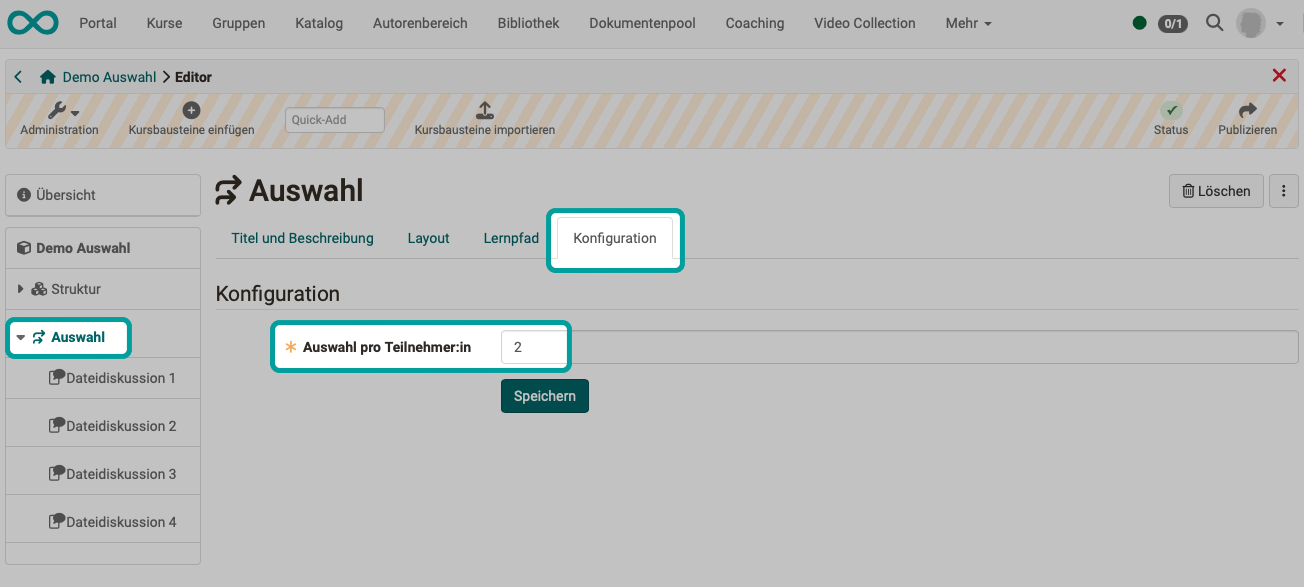 Portal Kurse Gruppen Katalog Autorenbereich Bibliothek Dokumentenpool Coaching Video Collection Mehr 0/1
Demo Auswahl Editor
Administration Kursbausteine einfügen Quick-Add Kursbausteine importieren Status Publizieren
Übersicht
Auswahl
Löschen
Titel und Beschreibung Layout Lernpfad Konfiguration
Demo Auswahl
Struktur
Auswahl
Dateidiskussion 1
Dateidiskussion 2
Dateidiskussion 3
Dateidiskussion 4
Konfiguration
Auswahl pro Teilnehmer:in 2
Speichern